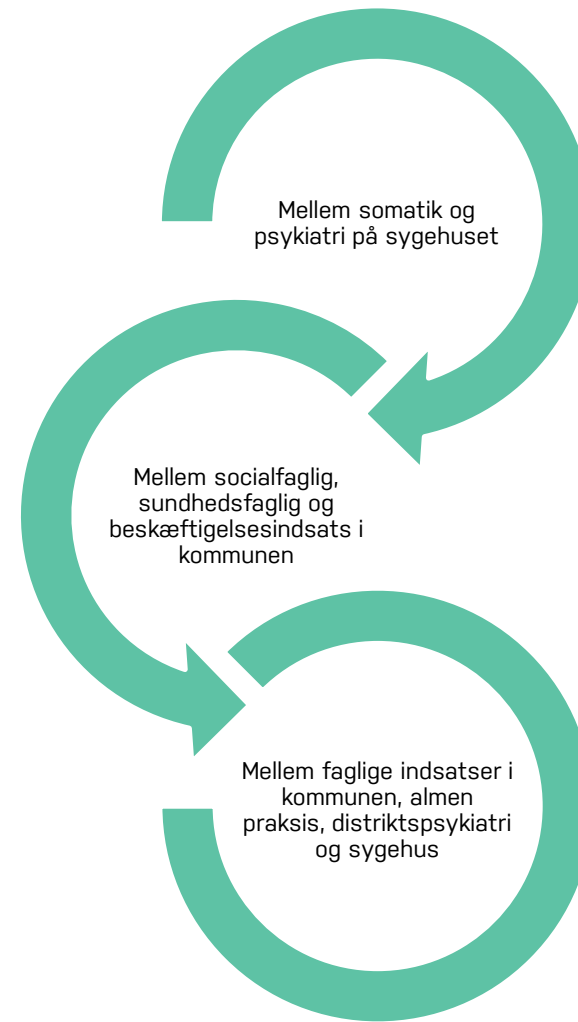 Mellem somatik og
psykiatri på sygehuset
Mellem socialfaglig,
sundhedsfaglig og
beskæftigelsesindsats i
kommunen
Mellem faglige indsatser i
kommunen, almen
praksis, distriktspsykiatri
og sygehus